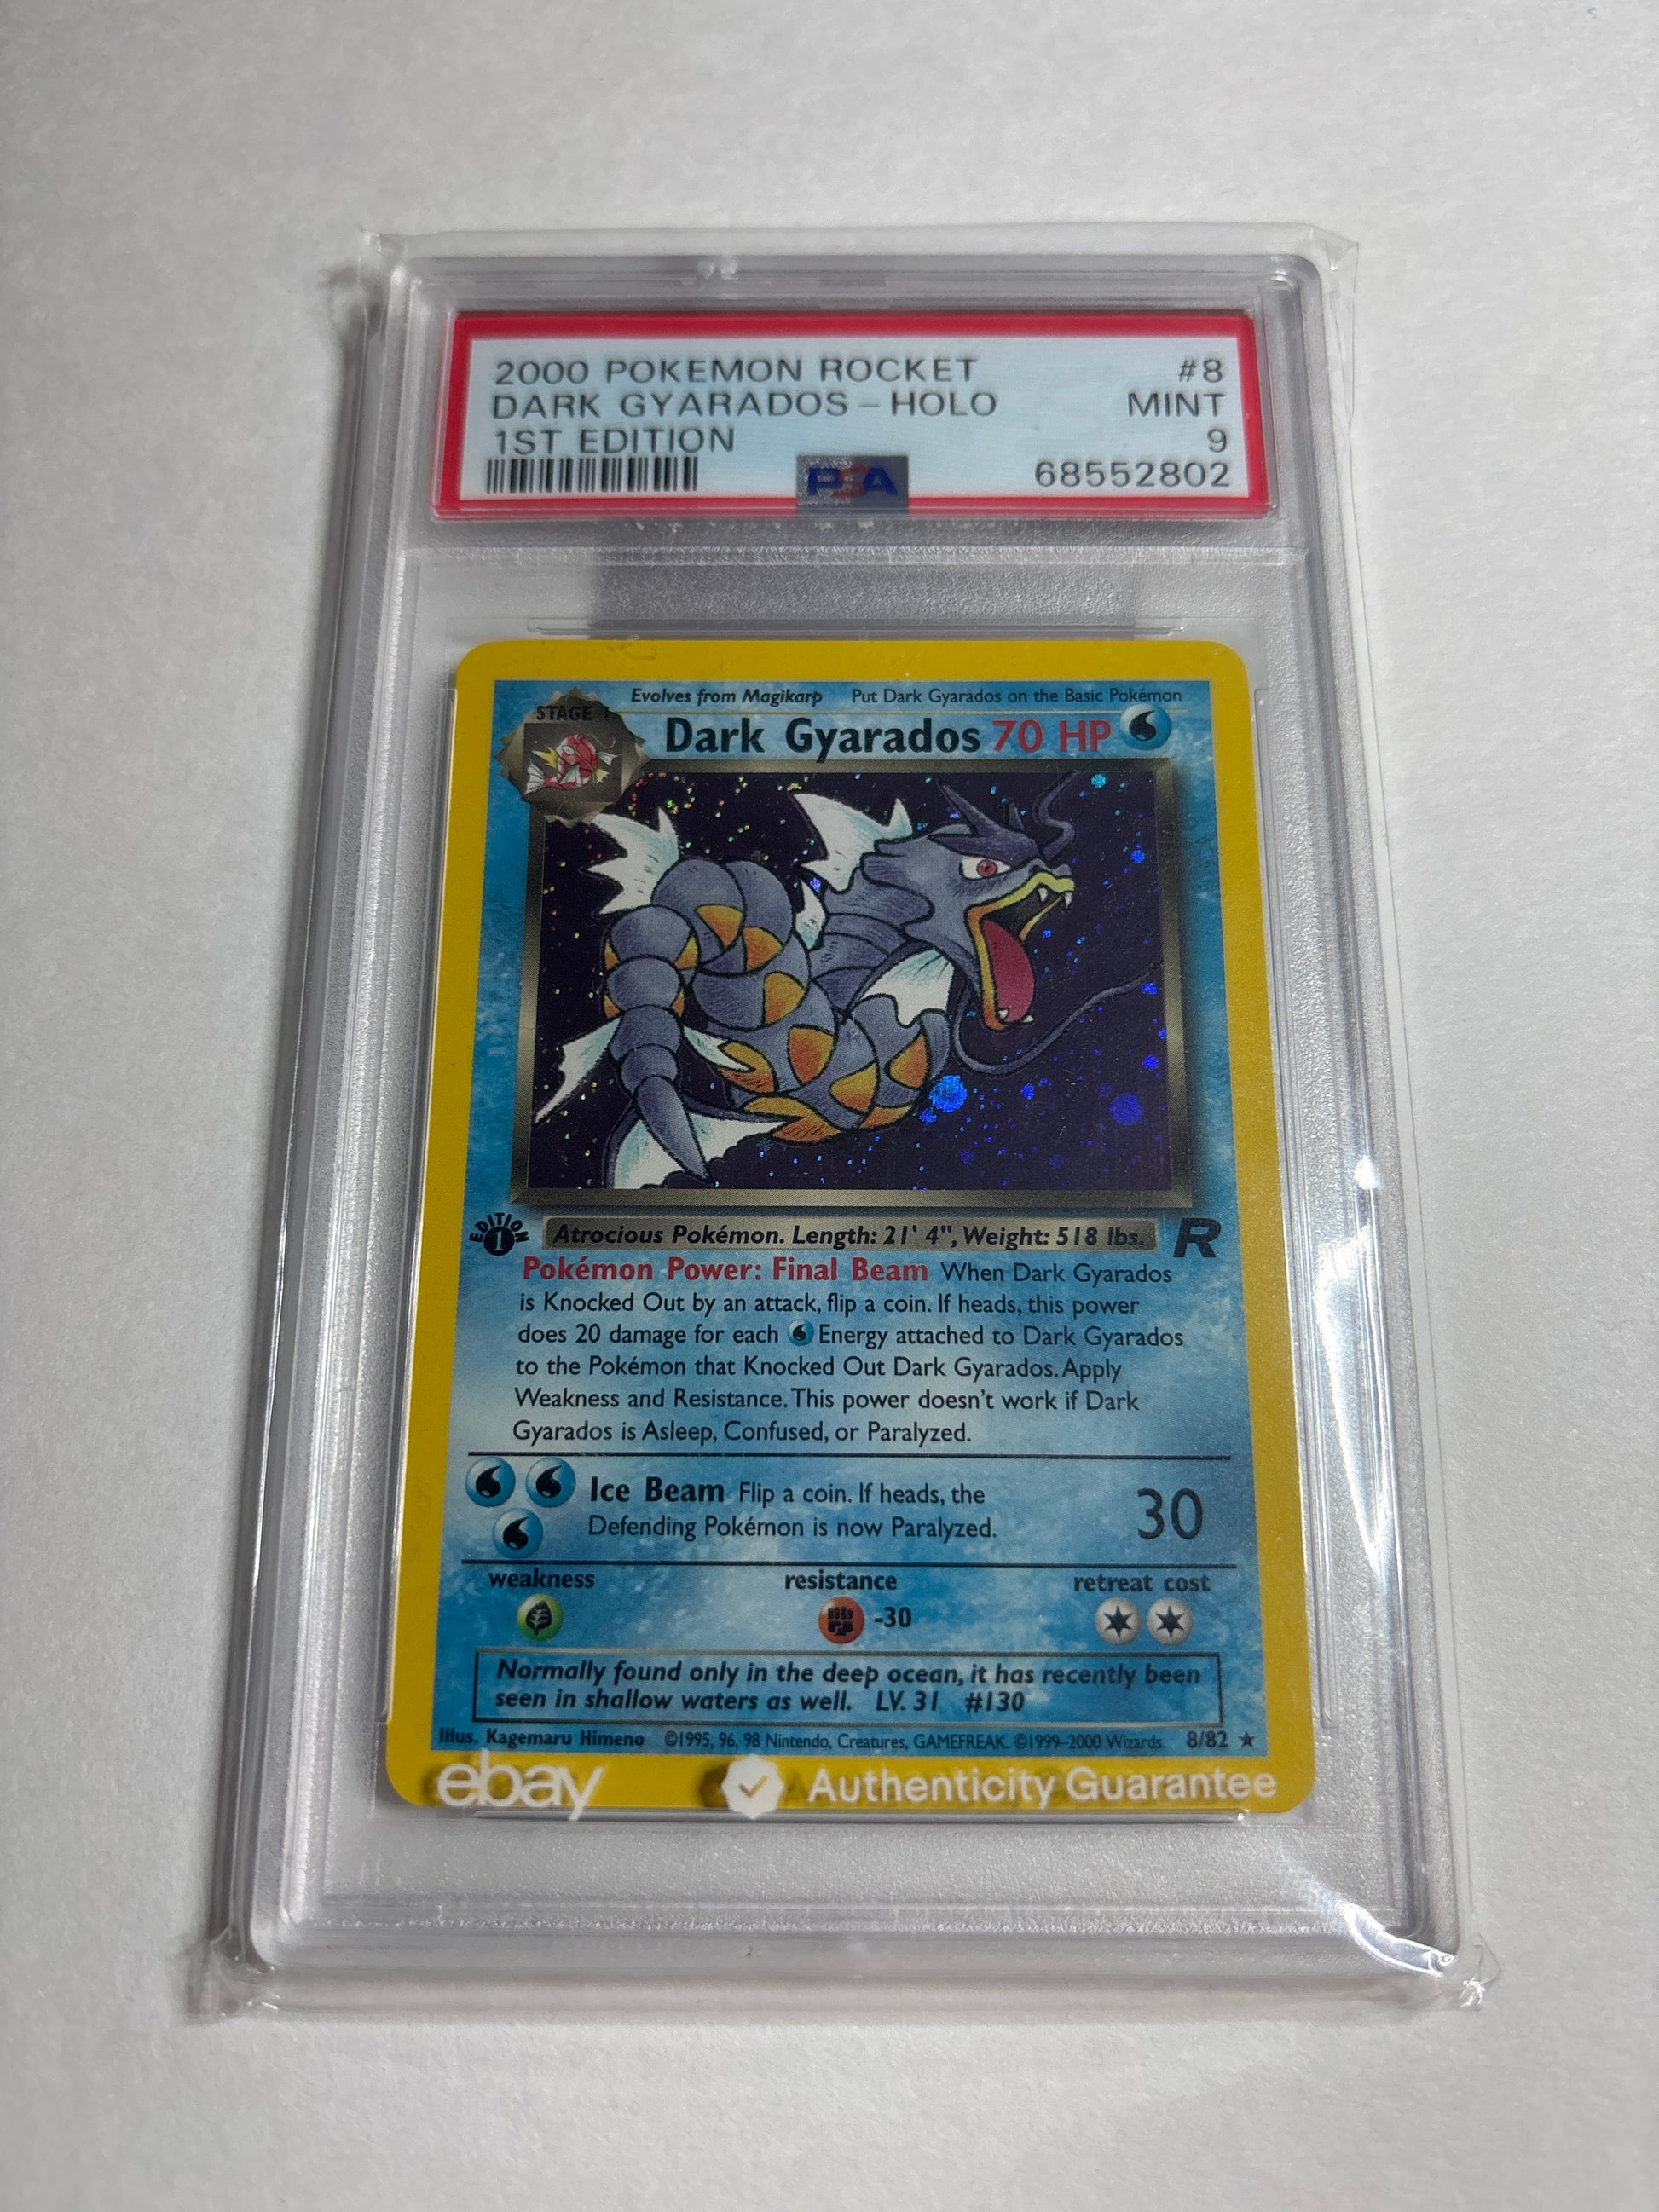 2000 POKEMON ROCKET #8
DARK GYARADOS - HOLO MINT
1ST EDITION 9
PSA 68552802
Evolves from Magikarp Put Dark Gyarados on the Basic Pokémon
STAGE 1
Dark Gyarados 70 HP
EDITION 1
Atrocious Pokémon. Length: 21' 4", Weight: 518 lbs. R
Pokémon Power: Final Beam When Dark Gyarados
is Knocked Out by an attack, flip a coin. If heads, this power
does 20 damage for each Energy attached to Dark Gyarados
to the Pokémon that Knocked Out Dark Gyarados. Apply
Weakness and Resistance. This power doesn't work if Dark
Gyarados is Asleep, Confused, or Paralyzed.
Ice Beam Flip a coin. If heads, the
Defending Pokémon is now Paralyzed. 30
weakness resistance retreat cost
-30
Normally found only in the deep ocean, it has recently been
seen in shallow waters as well. LV. 31 #130
Illus. Kagemaru Himeno ©1995, 96, 98 Nintendo, Creatures, GAMEFREAK. ©1999–2000 Wizards. 8/82 ★
ebay Authenticity Guarantee